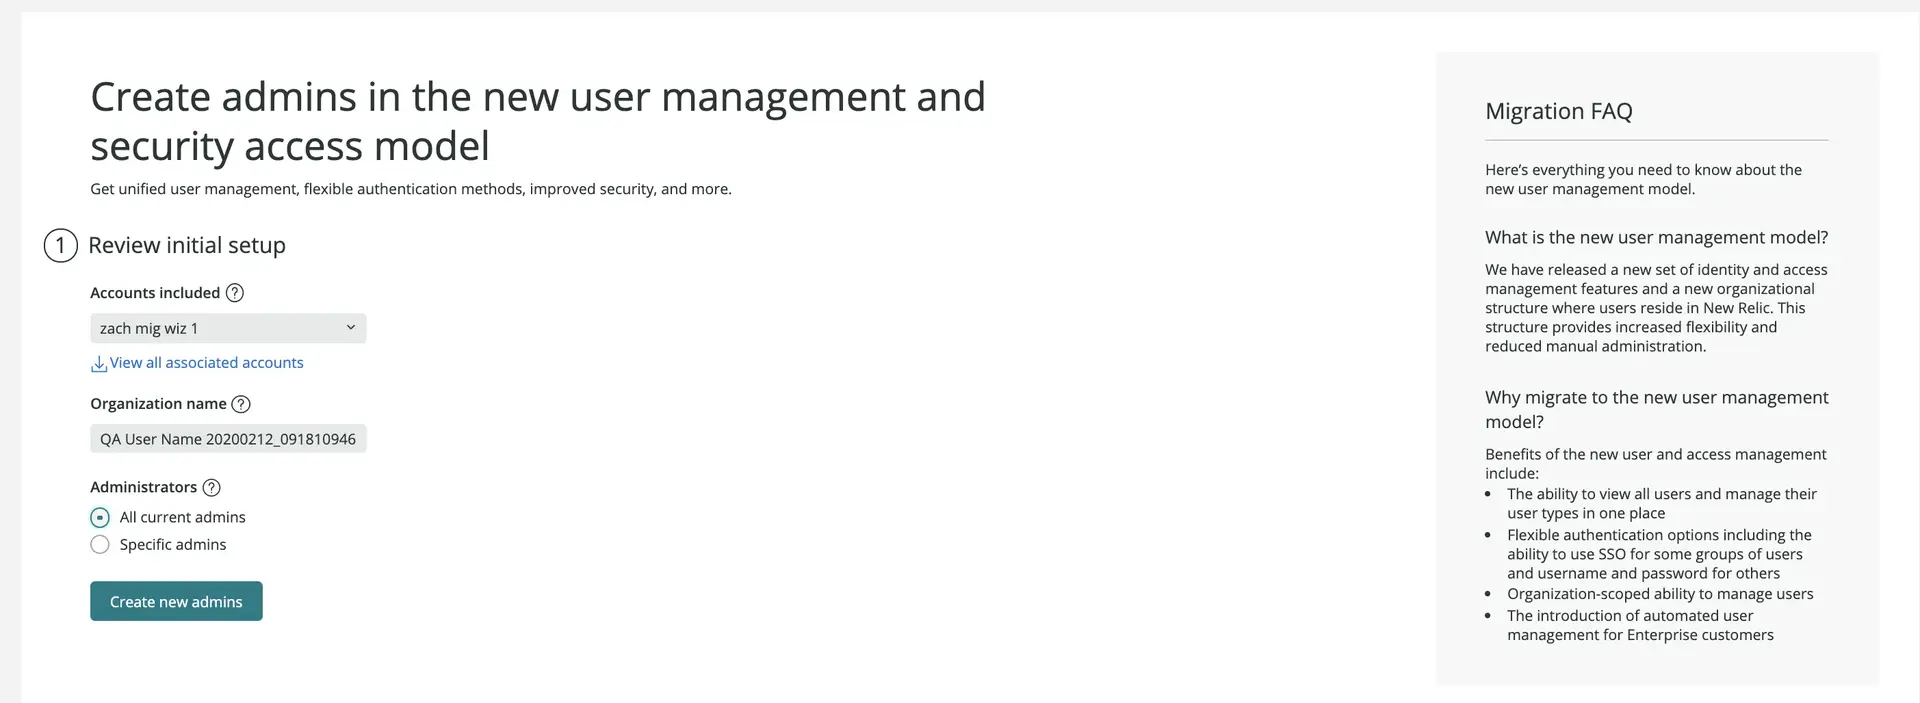 Create admins in the new user management and
security access model
Get unified user management, flexible authentication methods, improved security, and more.
1 Review initial setup
Accounts included ?
zach mig wiz 1
View all associated accounts
Organization name ?
QA User Name 20200212_091810946
Administrators ?
All current admins
Specific admins
Create new admins
Migration FAQ
Here's everything you need to know about the
new user management model.
What is the new user management model?
We have released a new set of identity and access
management features and a new organizational
structure where users reside in New Relic. This
structure provides increased flexibility and
reduced manual administration.
Why migrate to the new user management
model?
Benefits of the new user and access management
include:
• The ability to view all users and manage their
user types in one place
• Flexible authentication options including the
ability to use SSO for some groups of users
and username and password for others
• Organization-scoped ability to manage users
• The introduction of automated user
management for Enterprise customers